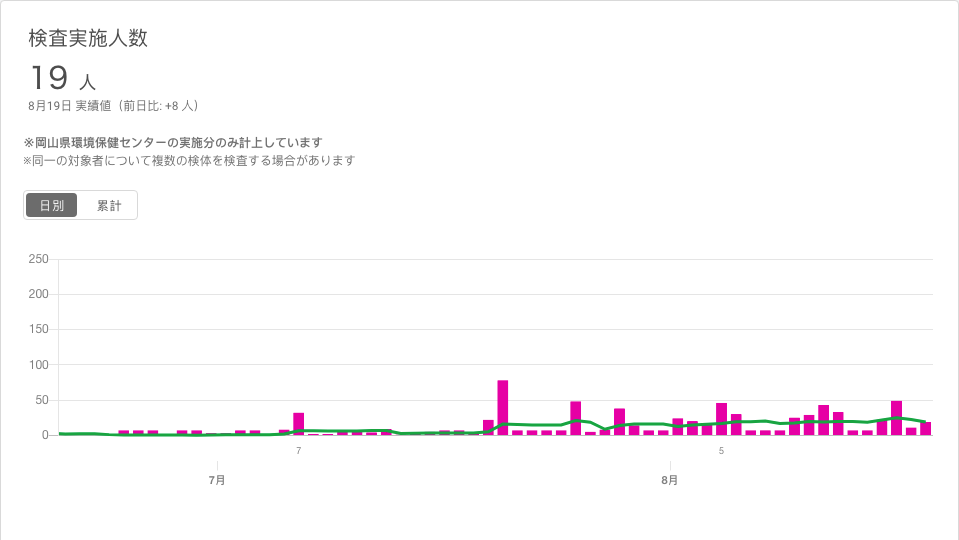 検査実施人数
19 人
8月19日 実績値（前日比: +8 人）
※岡山県環境保健センターの実施分のみ計上しています
※同一の対象者について複数の検体を検査する場合があります
日別 累計
250
200
150
100
50
0
7 5
7月 8月